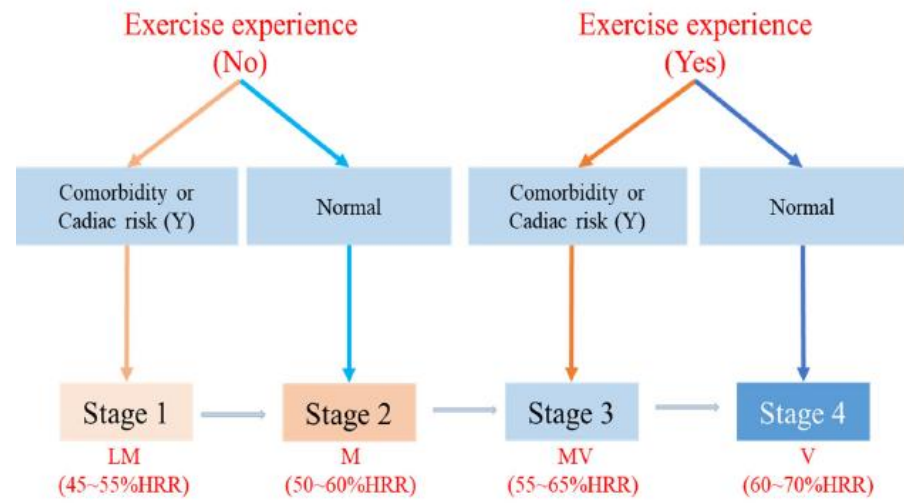 Exercise experience
(No)
Exercise experience
(Yes)
Comorbidity or
Cadiac risk (Y)
Normal
Comorbidity or
Cadiac risk (Y)
Normal
Stage 1
Stage 2
Stage 3
Stage 4
LM
(45~55%HRR)
M
(50~60%HRR)
MV
(55~65%HRR)
V
(60~70%HRR)